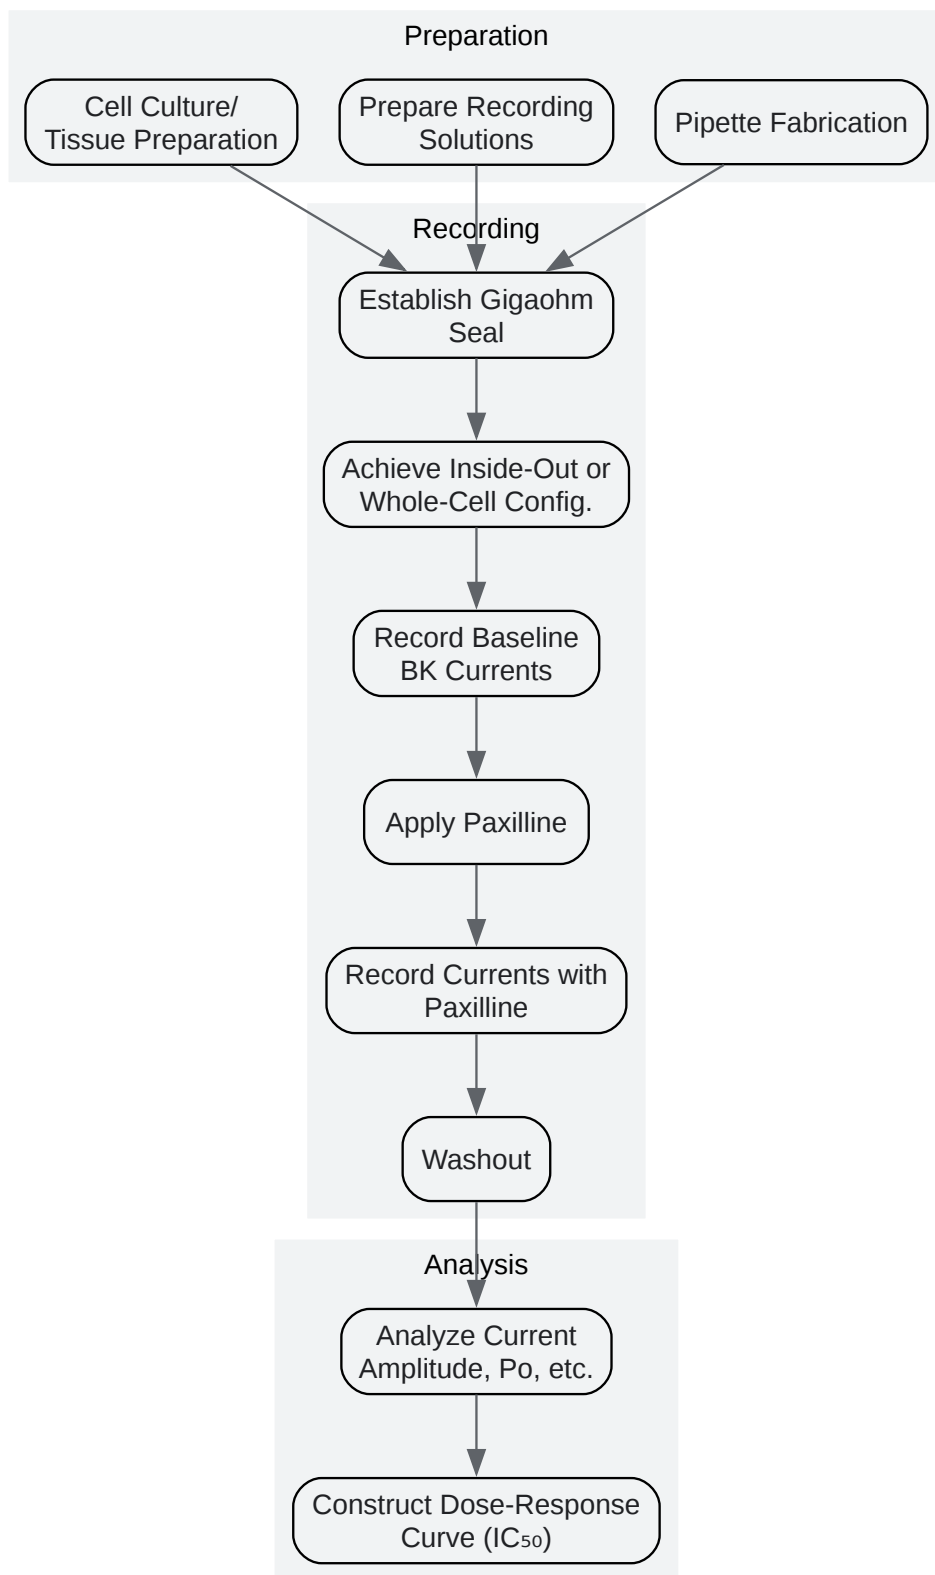 Preparation
Cell Culture/
Tissue Preparation
Prepare Recording
Solutions
Pipette Fabrication
Recording
Establish Gigaohm
Seal
Achieve Inside-Out or
Whole-Cell Config.
Record Baseline
BK Currents
Apply Paxilline
Record Currents with
Paxilline
Washout
Analysis
Analyze Current
Amplitude, Po, etc.
Construct Dose-Response
Curve (IC₅₀)